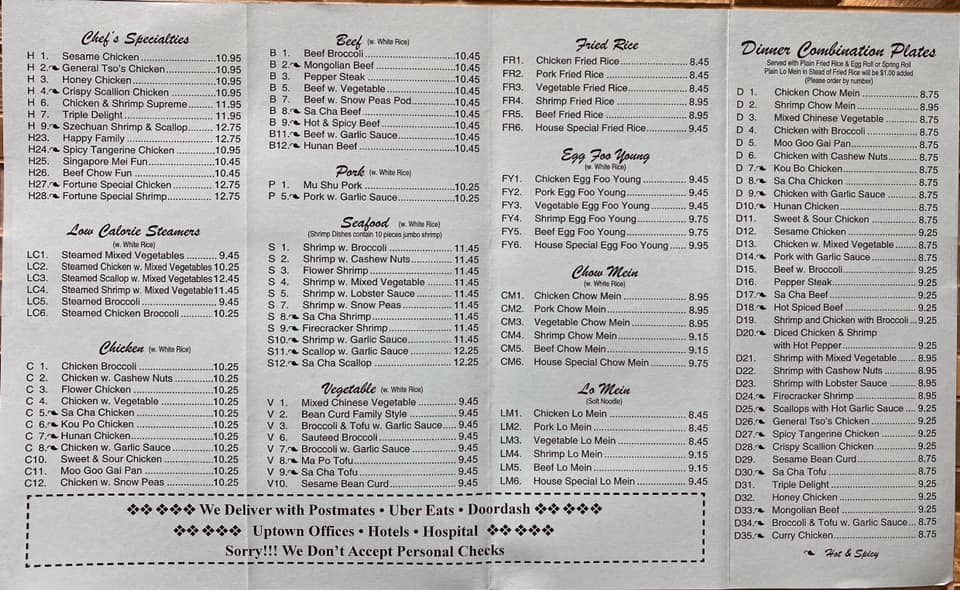 Chef's Specialties
H 1. Sesame Chicken 10.95
H 2. General Tso's Chicken 10.95
H 3. Honey Chicken 10.95
H 4. Crispy Scallion Chicken 10.95
H 6. Chicken & Shrimp Supreme 11.95
H 7. Triple Delight 11.95
H 9. Szechuan Shrimp & Scallop 12.75
H23. Happy Family 12.75
H24. Spicy Tangerine Chicken 10.95
H25. Singapore Mei Fun 10.45
H26. Beef Chow Fun 10.45
H27. Fortune Special Chicken 12.75
H28. Fortune Special Shrimp 12.75
Low Calorie Steamers
(w. White Rice)
LC1. Steamed Mixed Vegetables 9.45
LC2. Steamed Chicken w. Mixed Vegetables 10.25
LC3. Steamed Scallop w. Mixed Vegetables 12.45
LC4. Steamed Shrimp w. Mixed Vegetable 11.45
LC5. Steamed Broccoli 9.45
LC6. Steamed Chicken Broccoli 10.25
Chicken (w. White Rice)
C 1. Chicken Broccoli 10.25
C 2. Chicken w. Cashew Nuts 10.25
C 3. Flower Chicken 10.25
C 4. Chicken w. Vegetable 10.25
C 5. Sa Cha Chicken 10.25
C 6. Kou Po Chicken 10.25
C 7. Hunan Chicken 10.25
C 8. Chicken w. Garlic Sauce 10.25
C10. Sweet & Sour Chicken 10.25
C11. Moo Goo Gai Pan 10.25
C12. Chicken w. Snow Peas 10.25
Beef (w. White Rice)
B 1. Beef Broccoli 10.45
B 2. Mongolian Beef 10.45
B 3. Pepper Steak 10.45
B 5. Beef w. Vegetable 10.45
B 7. Beef w. Snow Peas Pod 10.45
B 8. Sa Cha Beef 10.45
B 9. Hot & Spicy Beef 10.45
B11. Beef w. Garlic Sauce 10.45
B12. Hunan Beef 10.45
Pork (w. White Rice)
P 1. Mu Shu Pork 10.25
P 5. Pork w. Garlic Sauce 10.25
Seafood (w. White Rice)
(Shrimp Dishes contain 10 pieces jumbo shrimp)
S 1. Shrimp w. Broccoli 11.45
S 2. Shrimp w. Cashew Nuts 11.45
S 3. Flower Shrimp 11.45
S 4. Shrimp w. Mixed Vegetable 11.45
S 5. Shrimp w. Lobster Sauce 11.45
S 7. Shrimp w. Snow Peas 11.45
S 8. Sa Cha Shrimp 11.45
S 9. Firecracker Shrimp 11.45
S10. Shrimp w. Garlic Sauce 11.45
S11. Scallop w. Garlic Sauce 12.25
S12. Sa Cha Scallop 12.25
Vegetable (w. White Rice)
V 1. Mixed Chinese Vegetable 9.45
V 2. Bean Curd Family Style 9.45
V 3. Broccoli & Tofu w. Garlic Sauce 9.45
V 6. Sauteed Broccoli 9.45
V 7. Broccoli w. Garlic Sauce 9.45
V 8. Ma Po Tofu 9.45
V 9. Sa Cha Tofu 9.45
V10. Sesame Bean Curd 9.45
Fried Rice
FR1. Chicken Fried Rice 8.45
FR2. Pork Fried Rice 8.45
FR3. Vegetable Fried Rice 8.45
FR4. Shrimp Fried Rice 8.95
FR5. Beef Fried Rice 8.95
FR6. House Special Fried Rice 9.45
Egg Foo Young
(w. White Rice)
FY1. Chicken Egg Foo Young 9.45
FY2. Pork Egg Foo Young 9.45
FY3. Vegetable Egg Foo Young 9.45
FY4. Shrimp Egg Foo Young 9.75
FY5. Beef Egg Foo Young 9.75
FY6. House Special Egg Foo Young 9.95
Chow Mein
(w. White Rice)
CM1. Chicken Chow Mein 8.95
CM2. Pork Chow Mein 8.95
CM3. Vegetable Chow Mein 8.95
CM4. Shrimp Chow Mein 9.15
CM5. Beef Chow Mein 9.15
CM6. House Special Chow Mein 9.75
Lo Mein
(Soft Noodle)
LM1. Chicken Lo Mein 8.45
LM2. Pork Lo Mein 8.45
LM3. Vegetable Lo Mein 8.45
LM4. Shrimp Lo Mein 9.15
LM5. Beef Lo Mein 9.15
LM6. House Special Lo Mein 9.45
We Deliver with Postmates • Uber Eats • Doordash
Uptown Offices • Hotels • Hospital
Sorry!!! We Don't Accept Personal Checks
Dinner Combination Plates
Served with Plain Fried Rice & Egg Roll or Spring Roll
Plain Lo Mein in Stead of Fried Rice will be $1.00 added
(Please order by number)
D 1. Chicken Chow Mein 8.75
D 2. Shrimp Chow Mein 8.95
D 3. Mixed Chinese Vegetable 8.75
D 4. Chicken with Broccoli 8.75
D 5. Moo Goo Gai Pan 8.75
D 6. Chicken with Cashew Nuts 8.75
D 7. Kou Bo Chicken 8.75
D 8. Sa Cha Chicken 8.75
D 9. Chicken with Garlic Sauce 8.75
D10. Hunan Chicken 8.75
D11. Sweet & Sour Chicken 8.75
D12. Sesame Chicken 9.25
D13. Chicken w. Mixed Vegetable 8.75
D14. Pork with Garlic Sauce 8.75
D15. Beef w. Broccoli 9.25
D16. Pepper Steak 9.25
D17. Sa Cha Beef 9.25
D18. Hot Spiced Beef 9.25
D19. Shrimp and Chicken with Broccoli 9.25
D20. Diced Chicken & Shrimp
with Hot Pepper 9.25
D21. Shrimp with Mixed Vegetable 8.95
D22. Shrimp with Cashew Nuts 8.95
D23. Shrimp with Lobster Sauce 8.95
D24. Firecracker Shrimp 8.95
D25. Scallops with Hot Garlic Sauce 9.25
D26. General Tso's Chicken 9.25
D27. Spicy Tangerine Chicken 9.25
D28. Crispy Scallion Chicken 9.25
D29. Sesame Bean Curd 8.75
D30. Sa Cha Tofu 8.75
D31. Triple Delight 9.25
D32. Honey Chicken 9.25
D33. Mongolian Beef 9.25
D34. Broccoli & Tofu w. Garlic Sauce 8.75
D35. Curry Chicken 8.75
Hot & Spicy